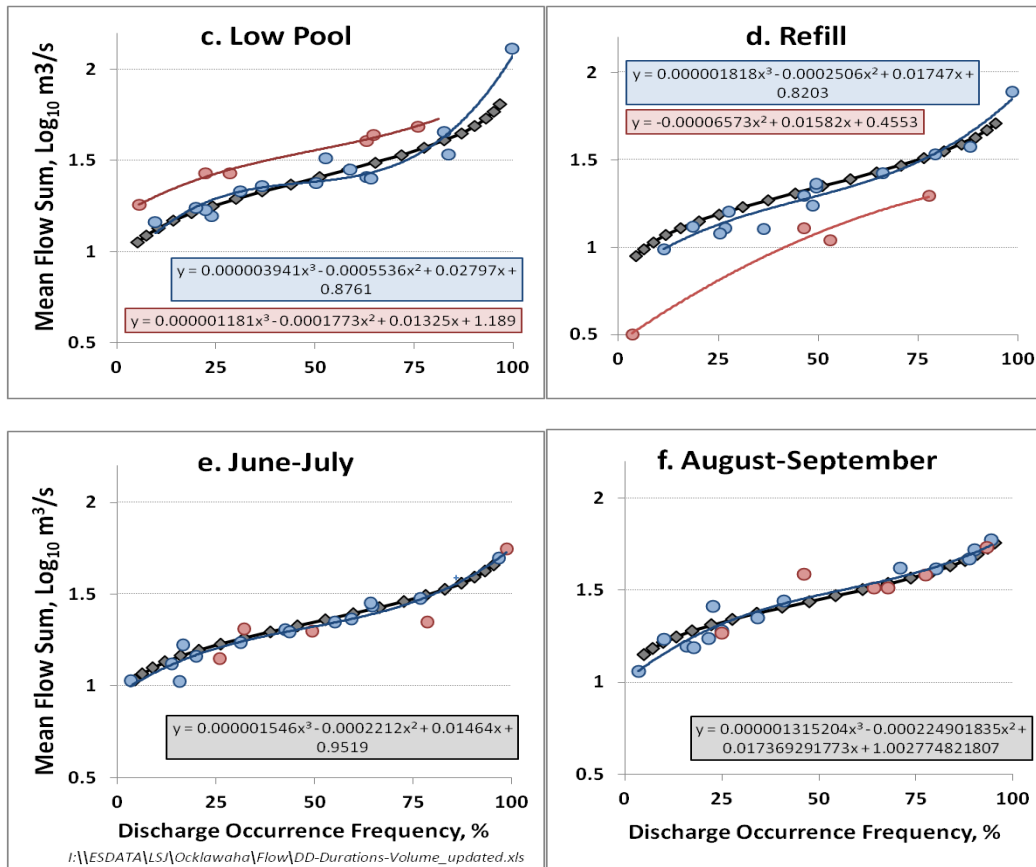 c. Low Pool
Mean Flow Sum, Log₁₀ m3/s
2
1.5
1
0.5
y = 0.000003941x³ - 0.0005536x² + 0.02797x +
0.8761
y = 0.000001181x³ - 0.0001773x² + 0.01325x + 1.189
0
25
50
75
100
d. Refill
y = 0.000001818x³ - 0.0002506x² + 0.01747x +
0.8203
y = -0.00006573x² + 0.01582x + 0.4553
2
1.5
1
0.5
0
25
50
75
100
e. June-July
Mean Flow Sum, Log₁₀ m³/s
2
1.5
1
0.5
y = 0.000001546x³ - 0.0002212x² + 0.01464x +
0.9519
0
25
50
75
100
Discharge Occurrence Frequency, %
I:\\ESDATA\LSJ\Ocklawaha\Flow\DD-Durations-Volume_updated.xls
f. August-September
2
1.5
1
0.5
y = 0.000001315204x³ - 0.000224901835x² +
0.017369291773x + 1.002774821807
0
25
50
75
100
Discharge Occurrence Frequency, %